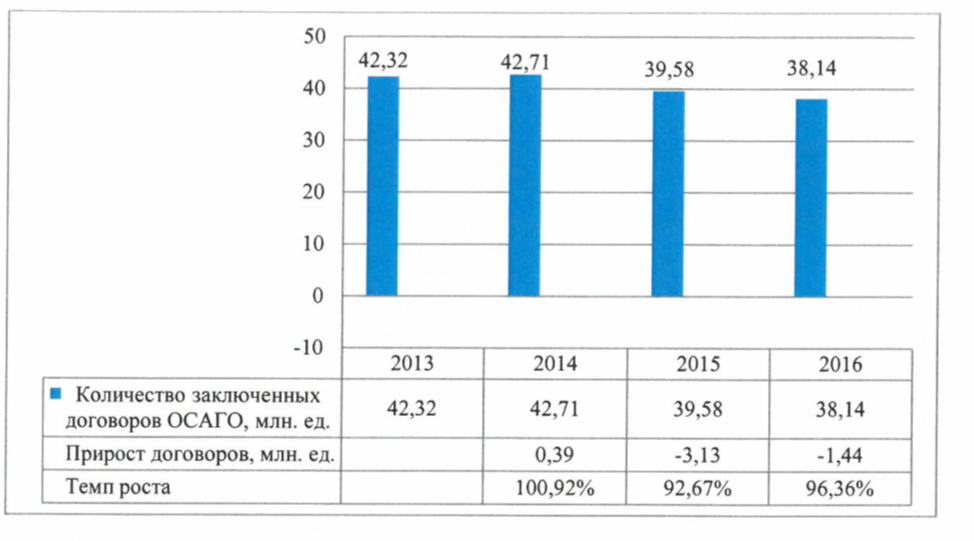 50
42,32
42,71
39,58
38,14
40
30
20
10
0
-10
2013 2014 2015 2016
Количество заключенных
договоров ОСАГО, млн. ед. 42,32 42,71 39,58 38,14
Прирост договоров, млн. ед. 0,39 -3,13 -1,44
Темп роста 100,92% 92,67% 96,36%